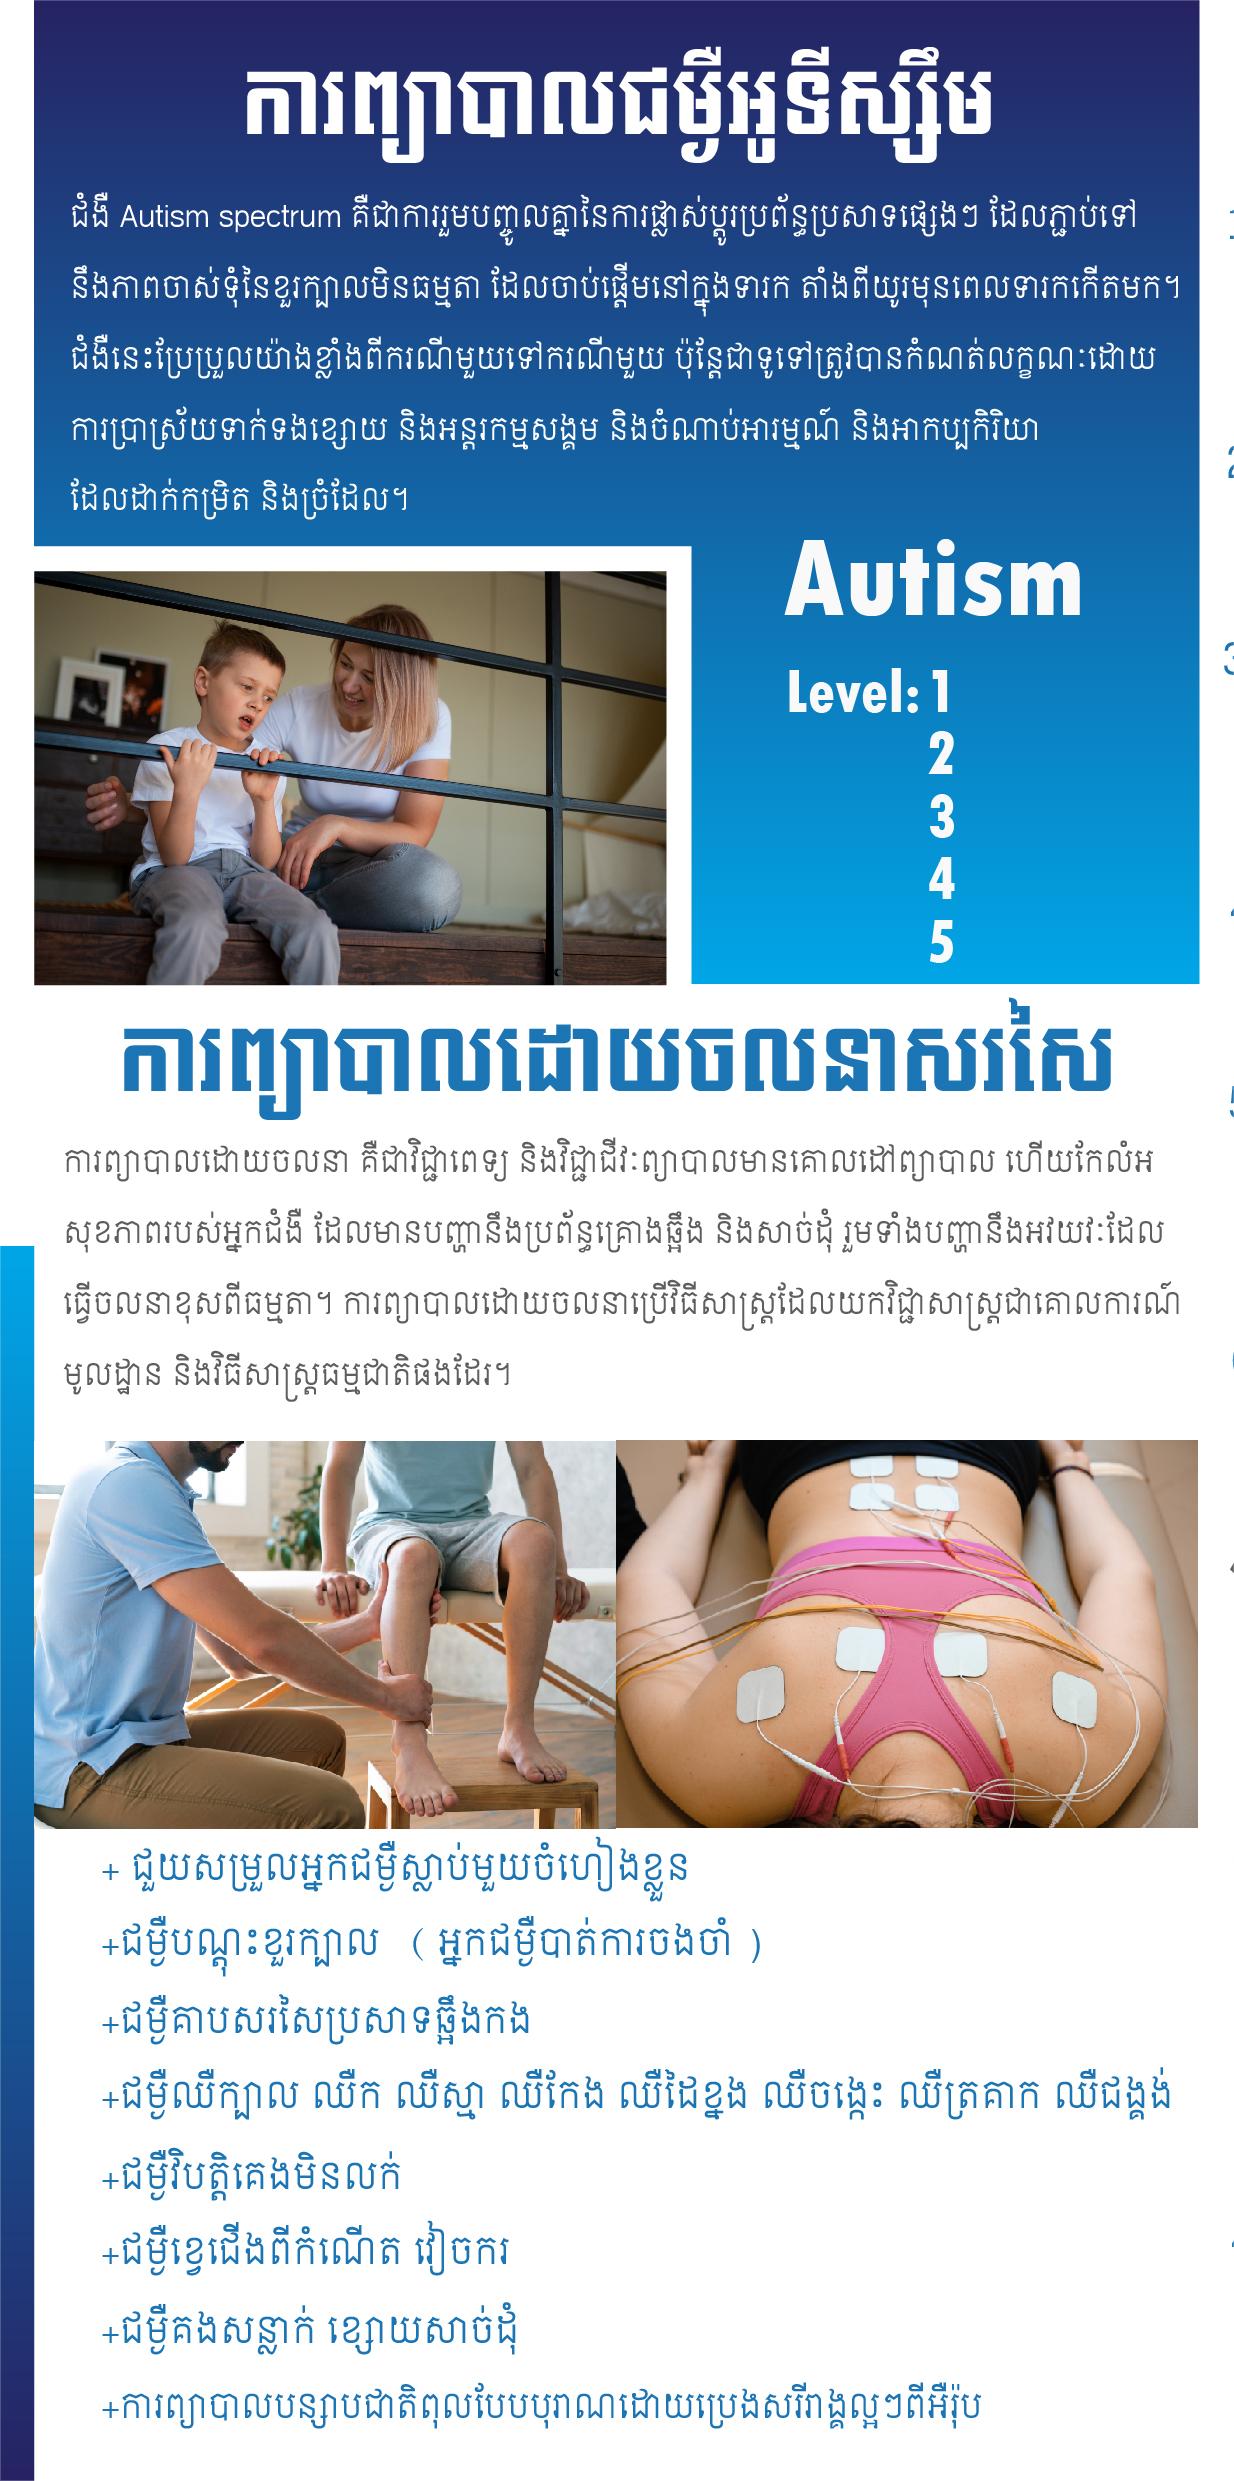 ការព្យាបាលជម្ងឺអូទីស្សឹម
ជំងឺ Autism spectrum គឺជាការរួមបញ្ចូលគ្នានៃការផ្លាស់ប្តូរប្រព័ន្ធប្រសាទផ្សេងៗ ដែលភ្ជាប់ទៅ
នឹងភាពចាស់ទុំនៃខួរក្បាលមិនធម្មតា ដែលចាប់ផ្តើមនៅក្នុងទារក តាំងពីយូរមុនពេលទារកកើតមក។
ជំងឺនេះប្រែប្រួលយ៉ាងខ្លាំងពីករណីមួយទៅករណីមួយ ប៉ុន្តែជាទូទៅត្រូវបានកំណត់លក្ខណៈដោយ
ការប្រាស្រ័យទាក់ទងខ្សោយ និងអន្តរកម្មសង្គម និងចំណាប់អារម្មណ៍ និងអាកប្បកិរិយា
ដែលដាក់កម្រិត និងច្រំដែល។
Autism
Level: 1
2
3
4
5
ការព្យាបាលដោយចលនាសរសៃ
ការព្យាបាលដោយចលនា គឺជាវិជ្ជាពេទ្យ និងវិជ្ជាជីវៈព្យាបាលមានគោលដៅព្យាបាល ហើយកែលំអ
សុខភាពរបស់អ្នកជំងឺ ដែលមានបញ្ហានឹងប្រព័ន្ធគ្រោងឆ្អឹង និងសាច់ដុំ រួមទាំងបញ្ហានឹងអវយវៈដែល
ធ្វើចលនាខុសពីធម្មតា។ ការព្យាបាលដោយចលនាប្រើវិធីសាស្ត្រដែលយកវិជ្ជាសាស្ត្រជាគោលការណ៍
មូលដ្ឋាន និងវិធីសាស្ត្រធម្មជាតិផងដែរ។
+ ជួយសម្រួលអ្នកជម្ងឺស្លាប់មួយចំហៀងខ្លួន
+ជម្ងឺបណ្តុះខួរក្បាល ( អ្នកជម្ងឺបាត់ការចងចាំ )
+ជម្ងឺគាបសរសៃប្រសាទឆ្អឹងកង
+ជម្ងឺឈឺក្បាល ឈឺក ឈឺស្មា ឈឺកែង ឈឺដៃខ្នង ឈឺចង្កេះ ឈឺត្រគាក ឈឺជង្គង់
+ជម្ងឺវិបត្តិគេងមិនលក់
+ជម្ងឺខ្វេជើងពីកំណើត វៀចករ
+ជម្ងឺគងសន្លាក់ ខ្សោយសាច់ដុំ
+ការព្យាបាលបន្សាបជាតិពុលបែបបុរាណដោយប្រេងសរីរាង្គល្អៗពីអឺរ៉ុប